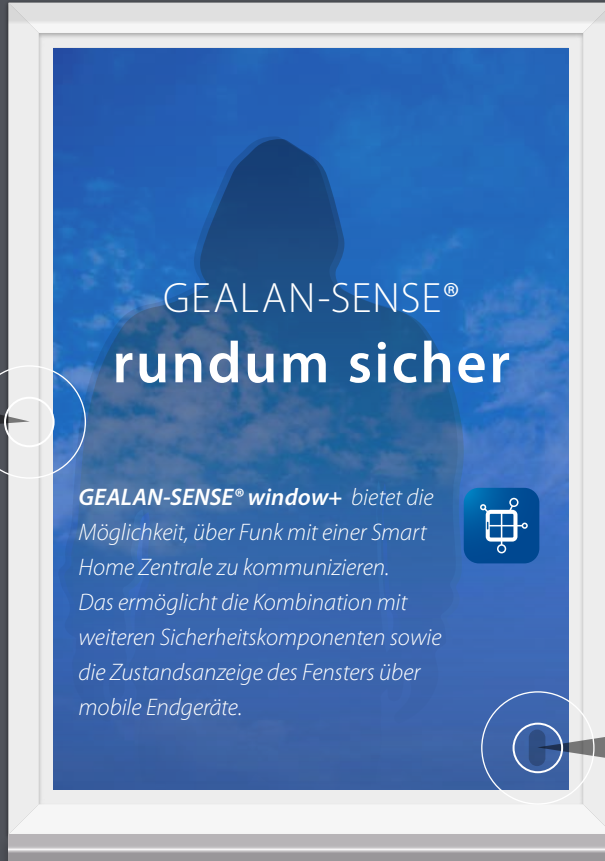 GEALAN-SENSE®
rundum sicher
GEALAN-SENSE® window+ bietet die
Möglichkeit, über Funk mit einer Smart
Home Zentrale zu kommunizieren.
Das ermöglicht die Kombination mit
weiteren Sicherheitskomponenten sowie
die Zustandsanzeige des Fensters über
mobile Endgeräte.